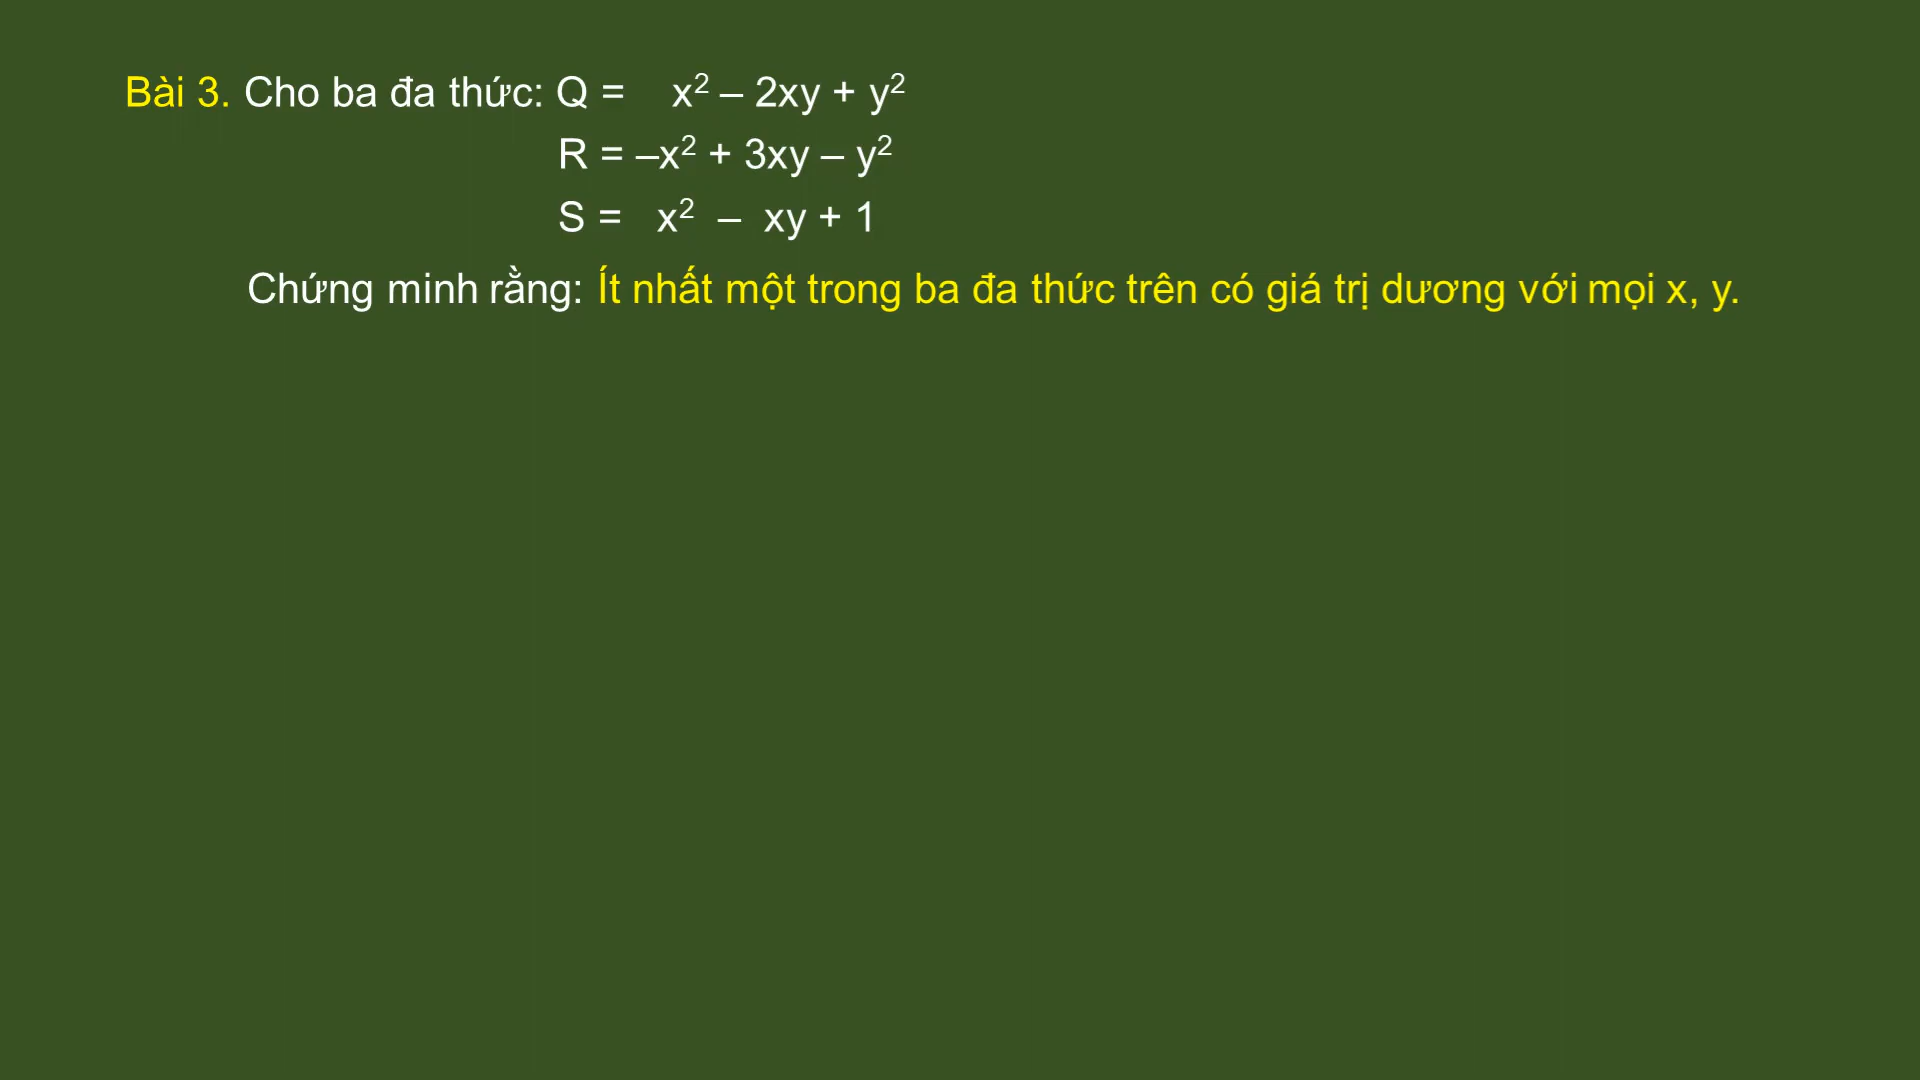 Bài 3. Cho ba đa thức: Q = x² – 2xy + y²
R = –x² + 3xy – y²
S = x² – xy + 1
Chứng minh rằng: Ít nhất một trong ba đa thức trên có giá trị dương với mọi x, y.